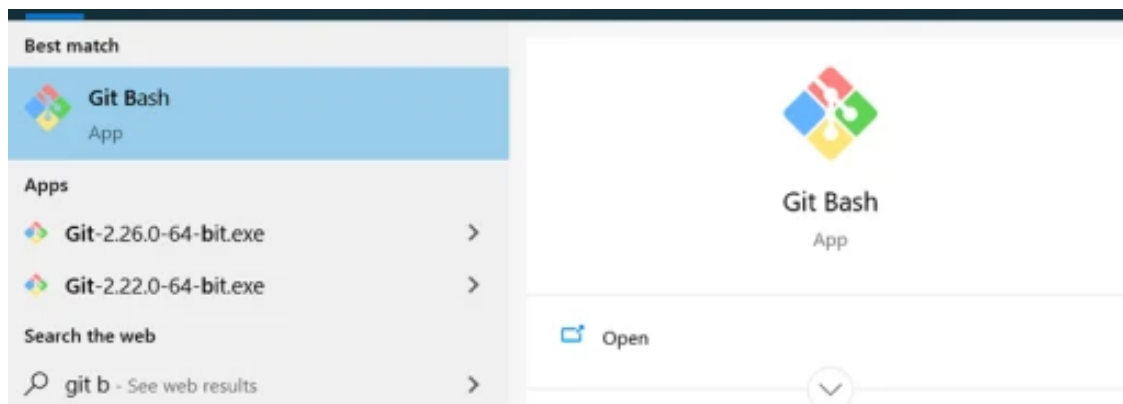 Best match
Git Bash
App
Apps
Git-2.26.0-64-bit.exe
Git-2.22.0-64-bit.exe
Search the web
git b - See web results
Git Bash
App
Open